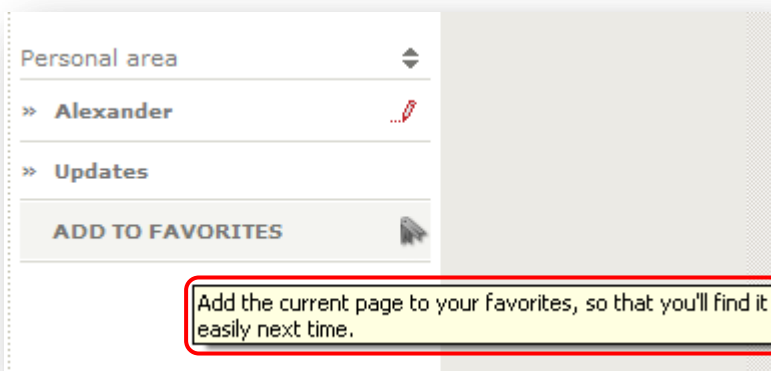 Personal area
» Alexander
» Updates
ADD TO FAVORITES
Add the current page to your favorites, so that you'll find it
easily next time.